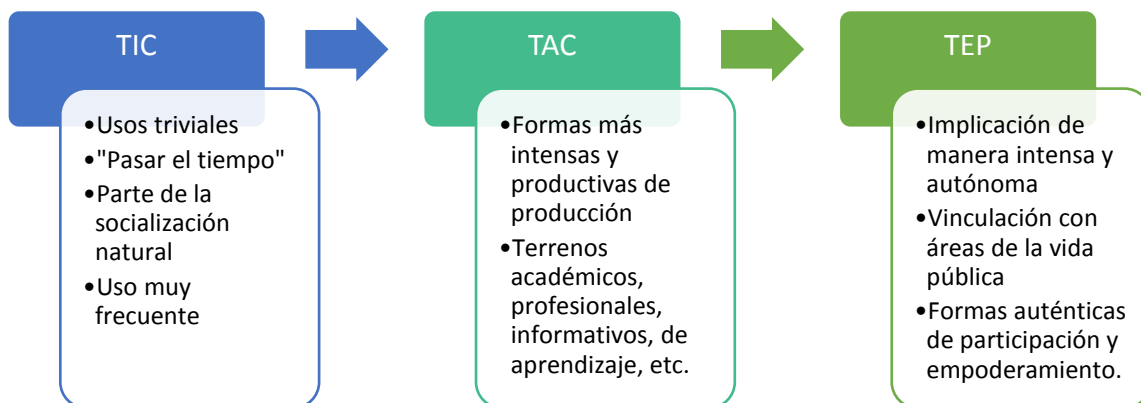 TIC
•Usos triviales
•"Pasar el tiempo"
•Parte de la
socialización
natural
•Uso muy
frecuente
TAC
•Formas más
intensas y
productivas de
producción
•Terrenos
académicos,
profesionales,
informativos, de
aprendizaje, etc.
TEP
•Implicación de
manera intensa y
autónoma
•Vinculación con
áreas de la vida
pública
•Formas auténticas
de participación y
empoderamiento.